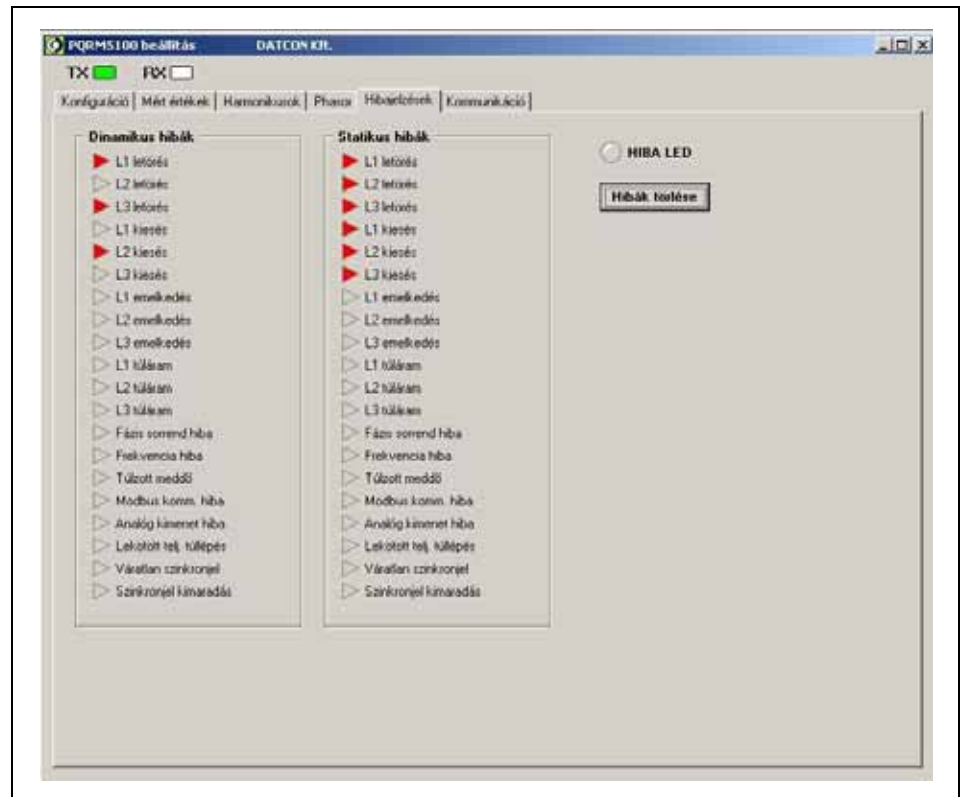 PQRM5100 beállítás DATCON Kft.
TX RX
Konfiguráció Mért értékek Harmonikusok Phasor Hibajelzések Kommunikáció
Dinamikus hibák
L1 letörés
L2 letörés
L3 letörés
L1 kiesés
L2 kiesés
L3 kiesés
L1 emelkedés
L2 emelkedés
L3 emelkedés
L1 túláram
L2 túláram
L3 túláram
Fázis sorrend hiba
Frekvencia hiba
Túlzott meddő
Modbus komm. hiba
Analóg kimenet hiba
Lekötött telj. túllépés
Váratlan szinkronjel
Szinkronjel kimaradás
Statikus hibák
L1 letörés
L2 letörés
L3 letörés
L1 kiesés
L2 kiesés
L3 kiesés
L1 emelkedés
L2 emelkedés
L3 emelkedés
L1 túláram
L2 túláram
L3 túláram
Fázis sorrend hiba
Frekvencia hiba
Túlzott meddő
Modbus komm. hiba
Analóg kimenet hiba
Lekötött telj. túllépés
Váratlan szinkronjel
Szinkronjel kimaradás
HIBA LED
Hibák törlése